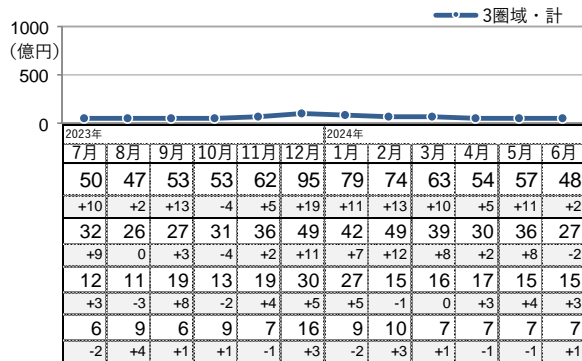 3圏域・計
1000
(億円)
500
0
2023年 2024年
7月 8月 9月 10月 11月 12月 1月 2月 3月 4月 5月 6月
50 47 53 53 62 95 79 74 63 54 57 48
+10 +2 +13 -4 +5 +19 +11 +13 +10 +5 +11 +2
32 26 27 31 36 49 42 49 39 30 36 27
+9 0 +3 -4 +2 +11 +7 +12 +8 +2 +8 -2
12 11 19 13 19 30 27 15 16 17 15 15
+3 -3 +8 -2 +4 +5 +5 -1 0 +3 +4 +3
6 9 6 9 7 16 9 10 7 7 7 7
-2 +4 +1 +1 -1 +3 -2 +3 +1 -1 -1 +1